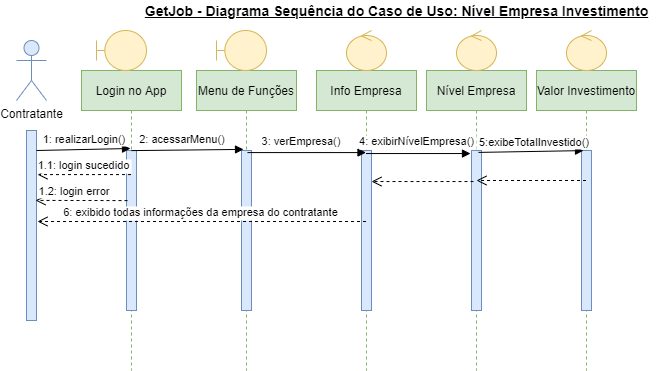 GetJob - Diagrama Sequência do Caso de Uso: Nível Empresa Investimento
Login no App
Menu de Funções
Info Empresa
Nível Empresa
Valor Investimento
Contratante
1: realizarLogin()
2: acessarMenu()
3: verEmpresa()
4: exibirNívelEmpresa()
5:exibeTotalInvestido()
1.1: login sucedido
1.2: login error
6: exibido todas informações da empresa do contratante